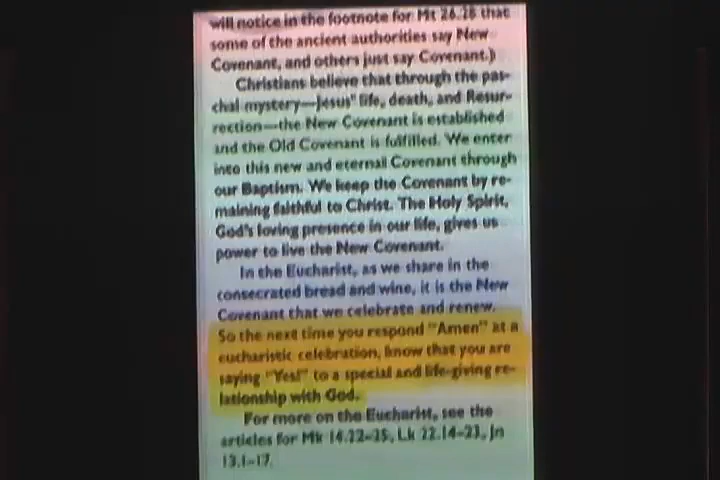 will notice in the footnote for Mt 26.28 that
some of the ancient authorities say New
Covenant, and others just say Covenant.)
Christians believe that through the pas-
chal mystery—Jesus' life, death, and Resur-
rection—the New Covenant is established
and the Old Covenant is fulfilled. We enter
into this new and eternal Covenant through
our Baptism. We keep the Covenant by re-
maining faithful to Christ. The Holy Spirit,
God's loving presence in our life, gives us
power to live the New Covenant.
In the Eucharist, as we share in the
consecrated bread and wine, it is the New
Covenant that we celebrate and renew.
So the next time you respond "Amen" at a
eucharistic celebration, know that you are
saying "Yes!" to a special and life-giving re-
lationship with God.
For more on the Eucharist, see the
articles for Mk 14.22–25, Lk 22.14–23, Jn
13.1–17.